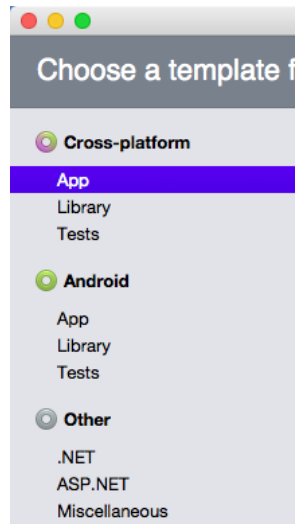 Choose a template f
Cross-platform
App
Library
Tests
Android
App
Library
Tests
Other
.NET
ASP.NET
Miscellaneous